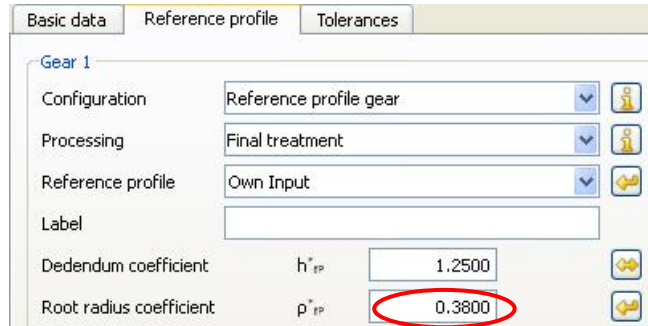 Basic data Reference profile Tolerances
Gear 1
Configuration Reference profile gear
Processing Final treatment
Reference profile Own Input
Label
Dedendum coefficient h*fP 1.2500
Root radius coefficient ρ*fP 0.3800